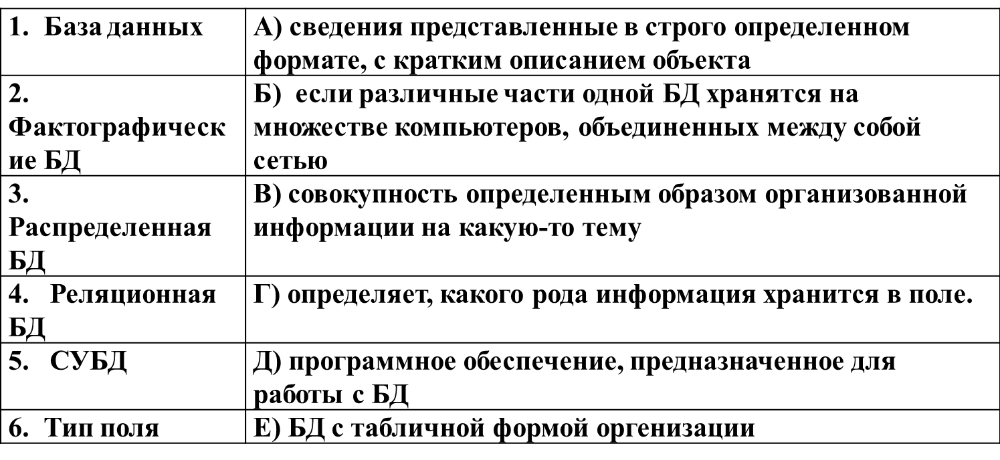 1. База данных
А) сведения представленные в строго определенном
формате, с кратким описанием объекта
2.
Фактографическ
ие БД
Б) если различные части одной БД хранятся на
множестве компьютеров, объединенных между собой
сетью
3.
Распределенная
БД
В) совокупность определенным образом организованной
информации на какую-то тему
4. Реляционная
БД
Г) определяет, какого рода информация хранится в поле.
5. СУБД
Д) программное обеспечение, предназначенное для
работы с БД
6. Тип поля
Е) БД с табличной формой оргенизации